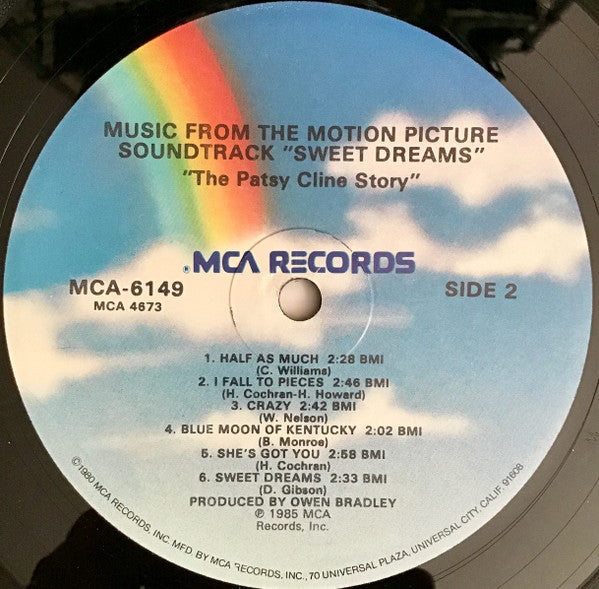 MUSIC FROM THE MOTION PICTURE
SOUNDTRACK "SWEET DREAMS"
"The Patsy Cline Story"
®MCA RECORDS
MCA-6149
MCA 4673
SIDE 2
1. HALF AS MUCH 2:28 BMI
(C. Williams)
2. I FALL TO PIECES 2:46 BMI
(H. Cochran-H. Howard)
3. CRAZY 2:42 BMI
(W. Nelson)
4. BLUE MOON OF KENTUCKY 2:02 BMI
(B. Monroe)
5. SHE'S GOT YOU 2:58 BMI
(H. Cochran)
6. SWEET DREAMS 2:33 BMI
(D. Gibson)
PRODUCED BY OWEN BRADLEY
℗ 1985 MCA
Records, Inc.
©1980 MCA RECORDS, INC. MFD. BY MCA RECORDS, INC., 70 UNIVERSAL PLAZA, UNIVERSAL CITY, CALIF. 91608